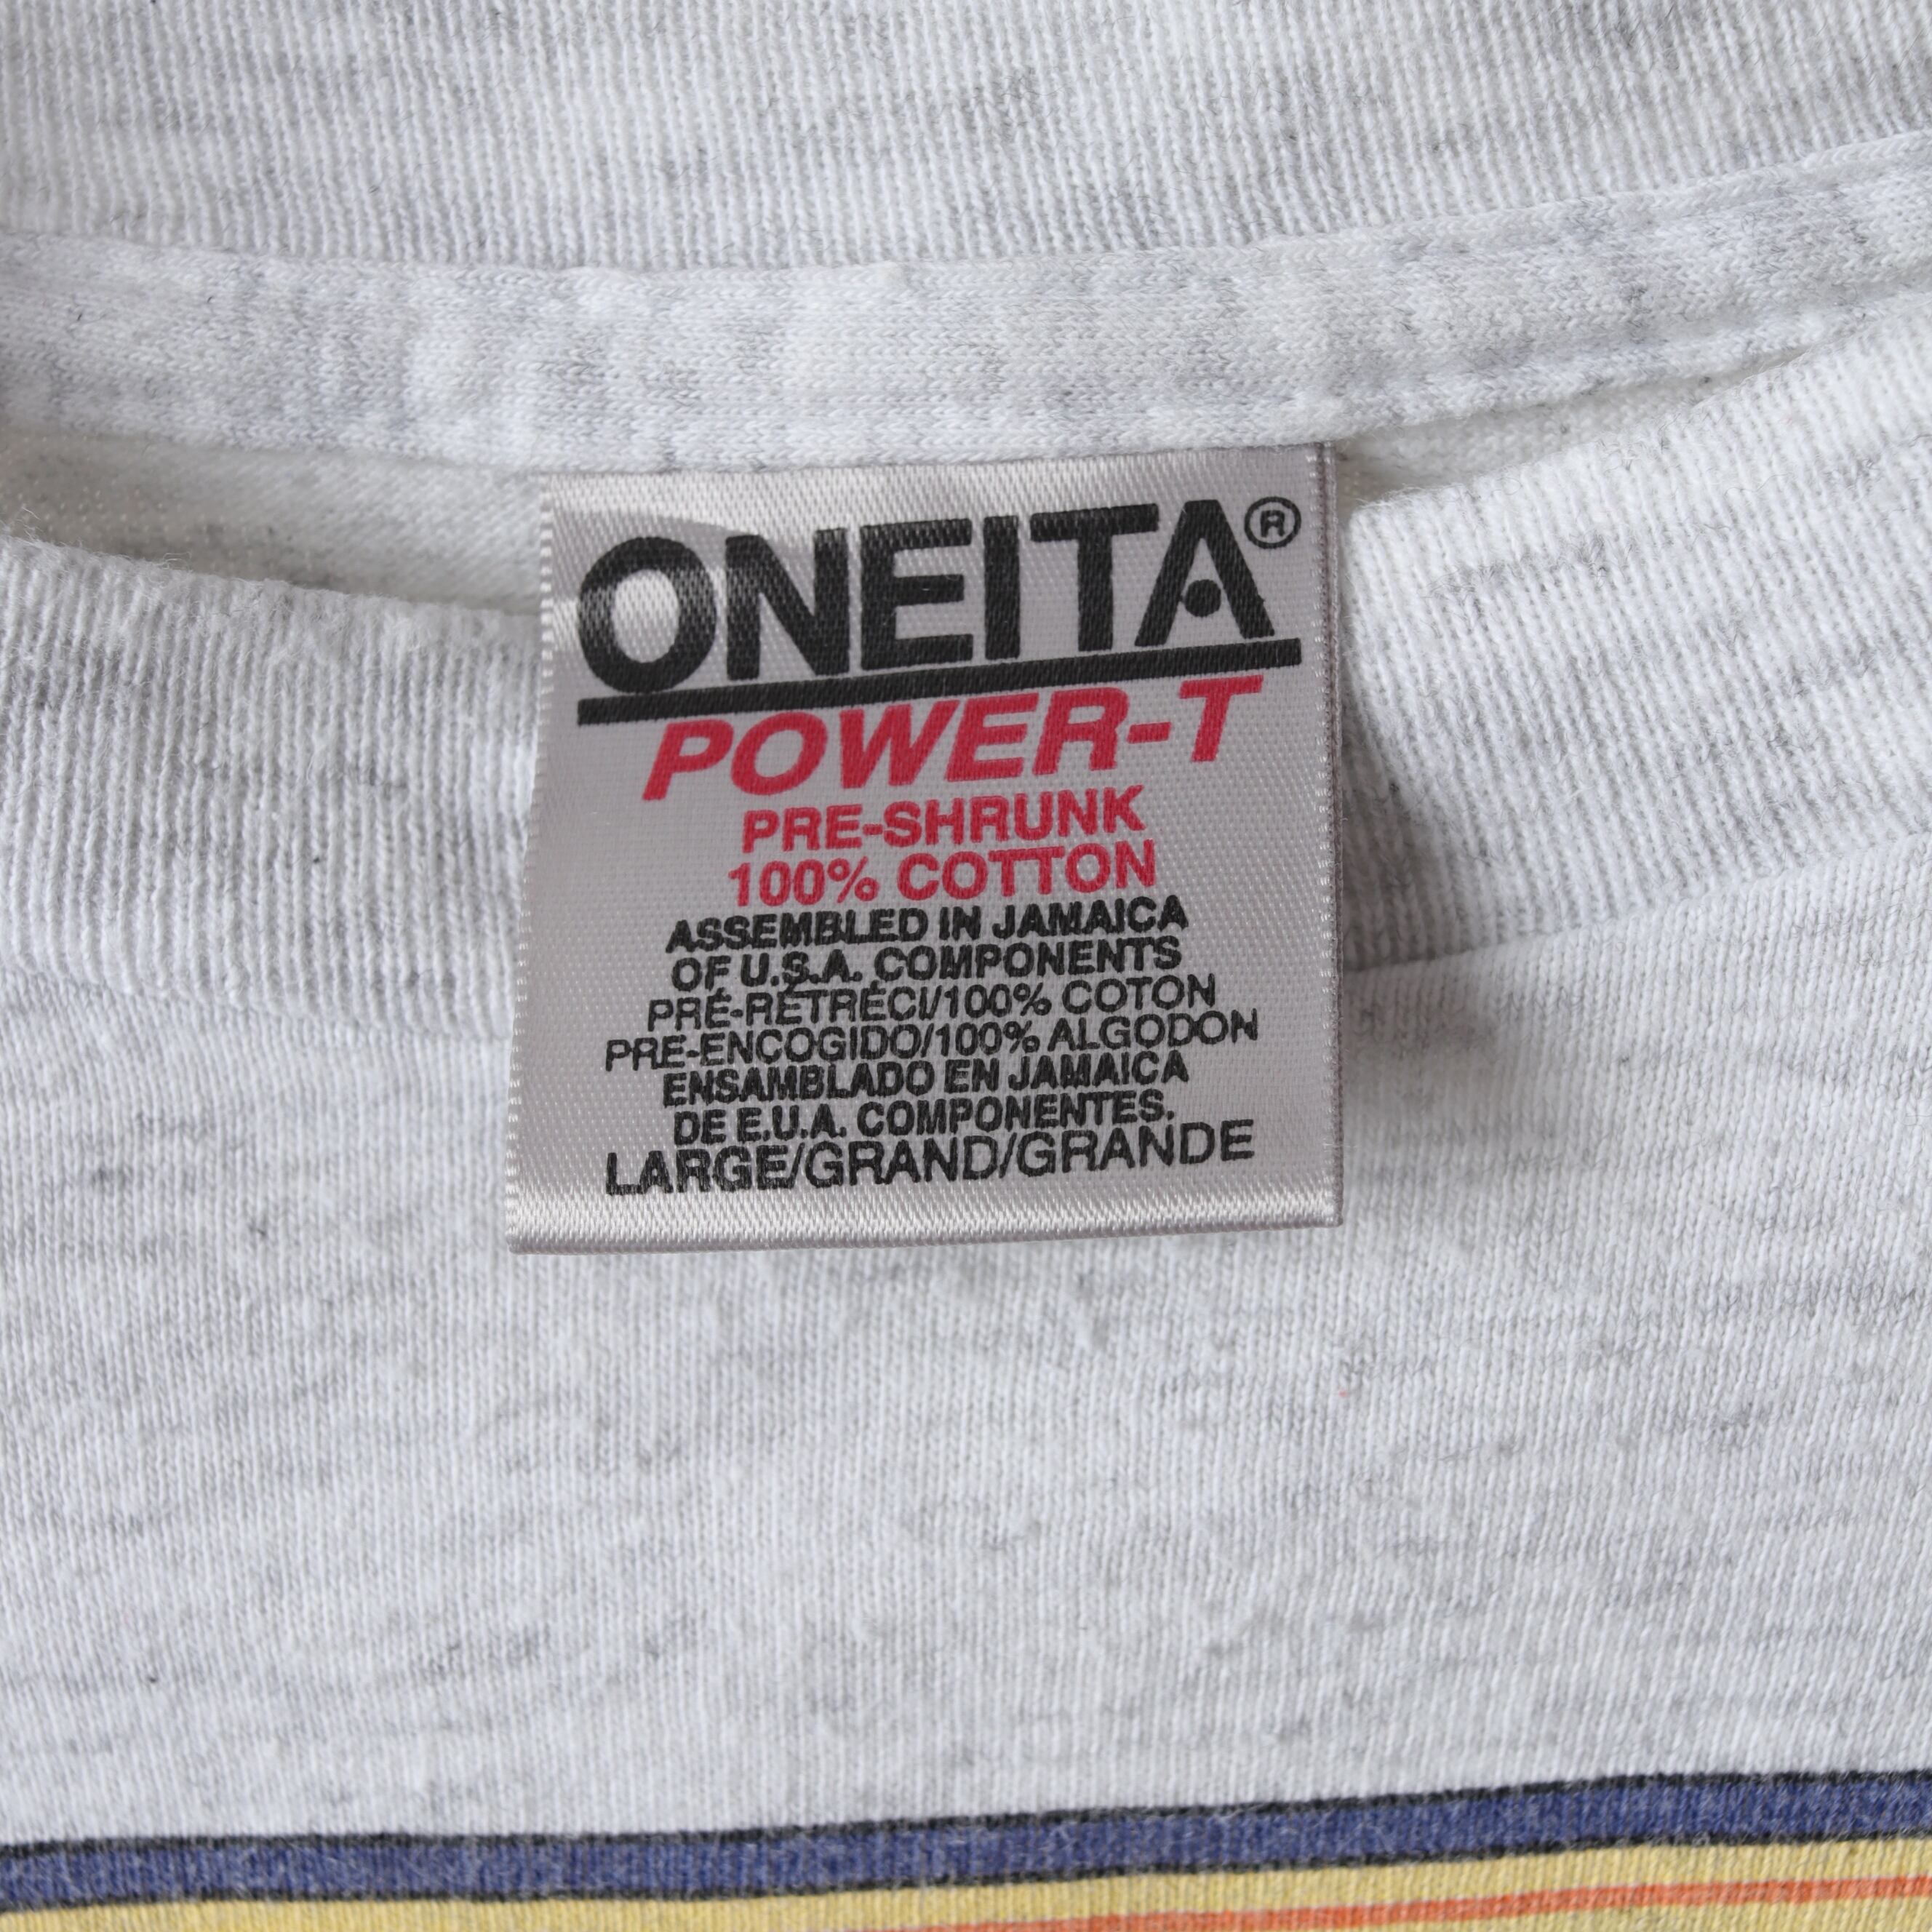 ONEITA®
POWER-T
PRE-SHRUNK
100% COTTON
ASSEMBLED IN JAMAICA
OF U.S.A. COMPONENTS
PRÉ-RÉTRÉCI/100% COTON
PRE-ENCOGIDO/100% ALGODON
ENSAMBLADO EN JAMAICA
DE E.U.A. COMPONENTES.
LARGE/GRAND/GRANDE